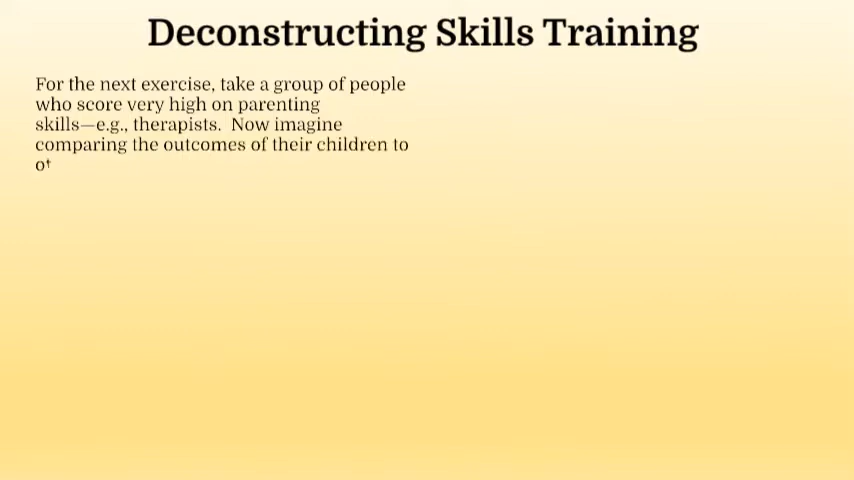 Deconstructing Skills Training
For the next exercise, take a group of people
who score very high on parenting
skills—e.g., therapists.  Now imagine
comparing the outcomes of their children to